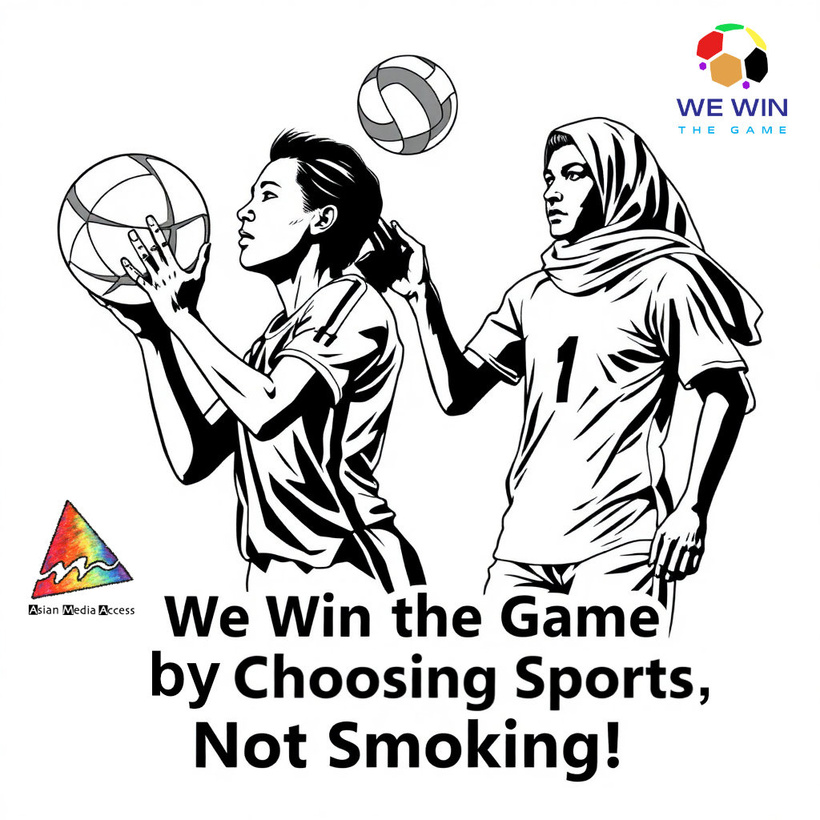 WE WIN
THE GAME
1
Asian Media Access
We Win the Game
by Choosing Sports,
Not Smoking!